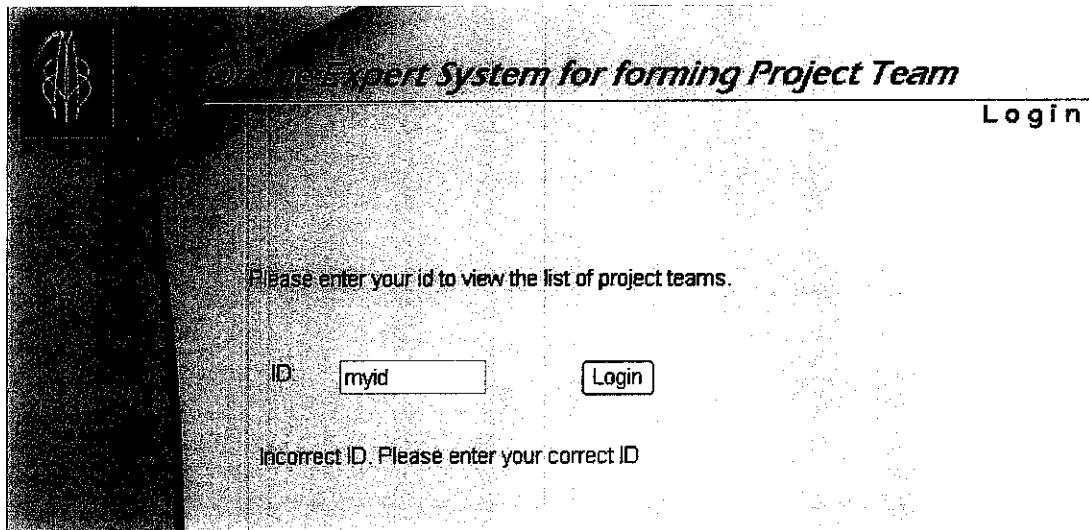 Expert System for forming Project Team
Login
Please enter your id to view the list of project teams.
ID: myid Login
Incorrect ID. Please enter your correct ID